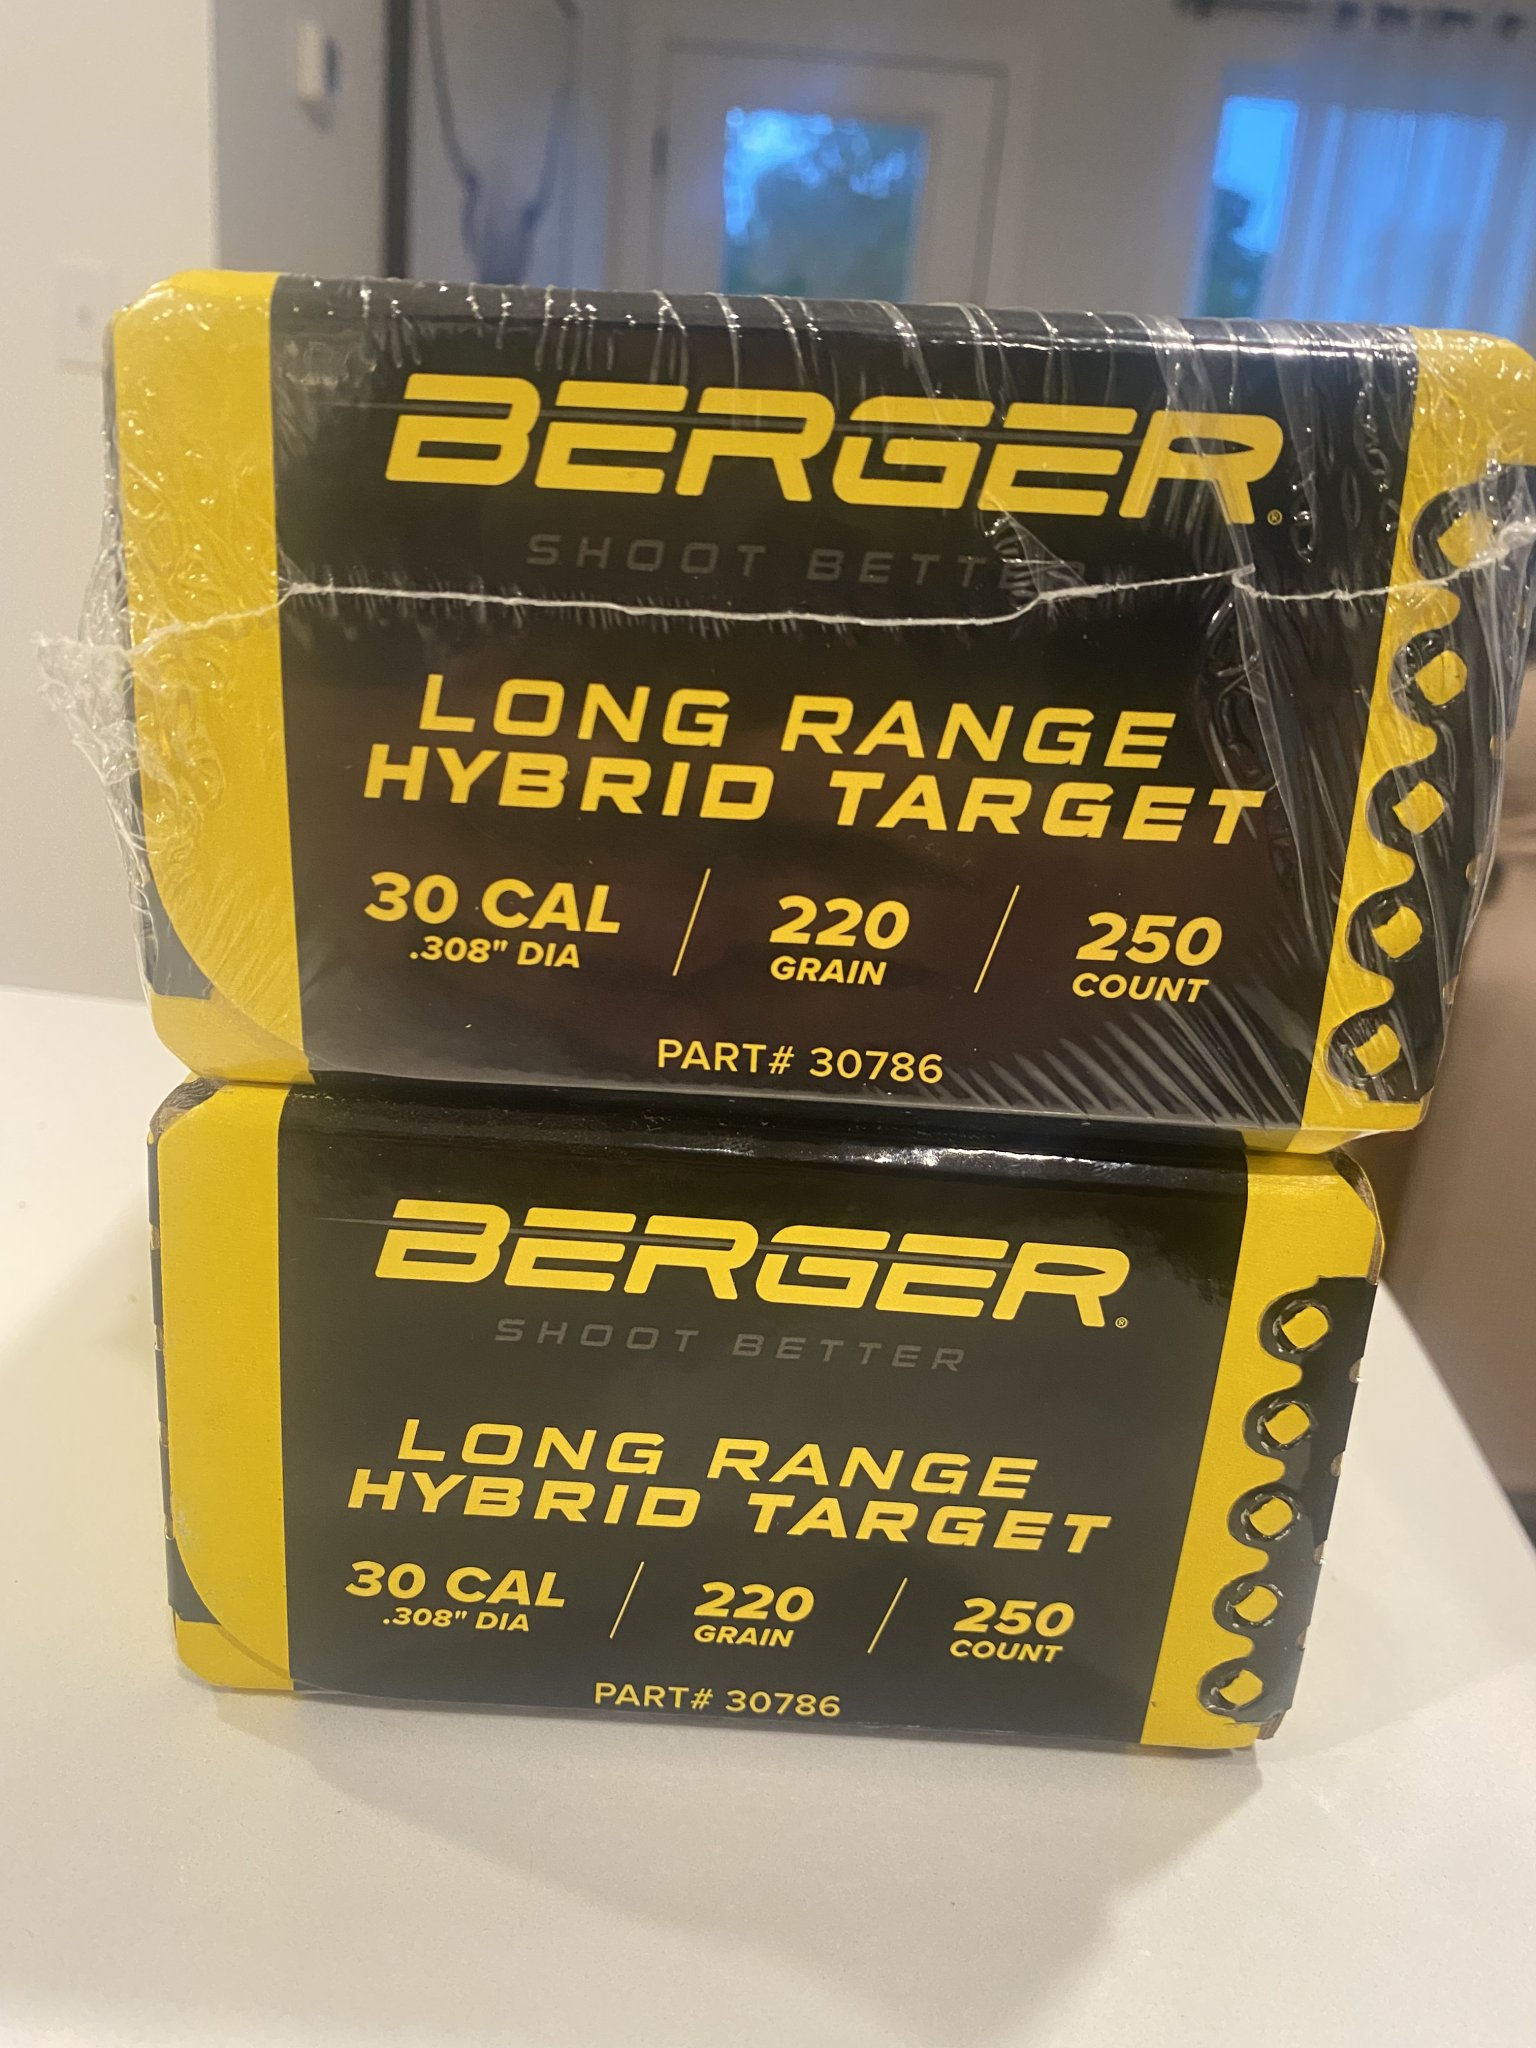 BERGER®
SHOOT BETTER
LONG RANGE
HYBRID TARGET
30 CAL
.308" DIA
220
GRAIN
250
COUNT
PART# 30786
BERGER®
SHOOT BETTER
LONG RANGE
HYBRID TARGET
30 CAL
.308" DIA
220
GRAIN
250
COUNT
PART# 30786